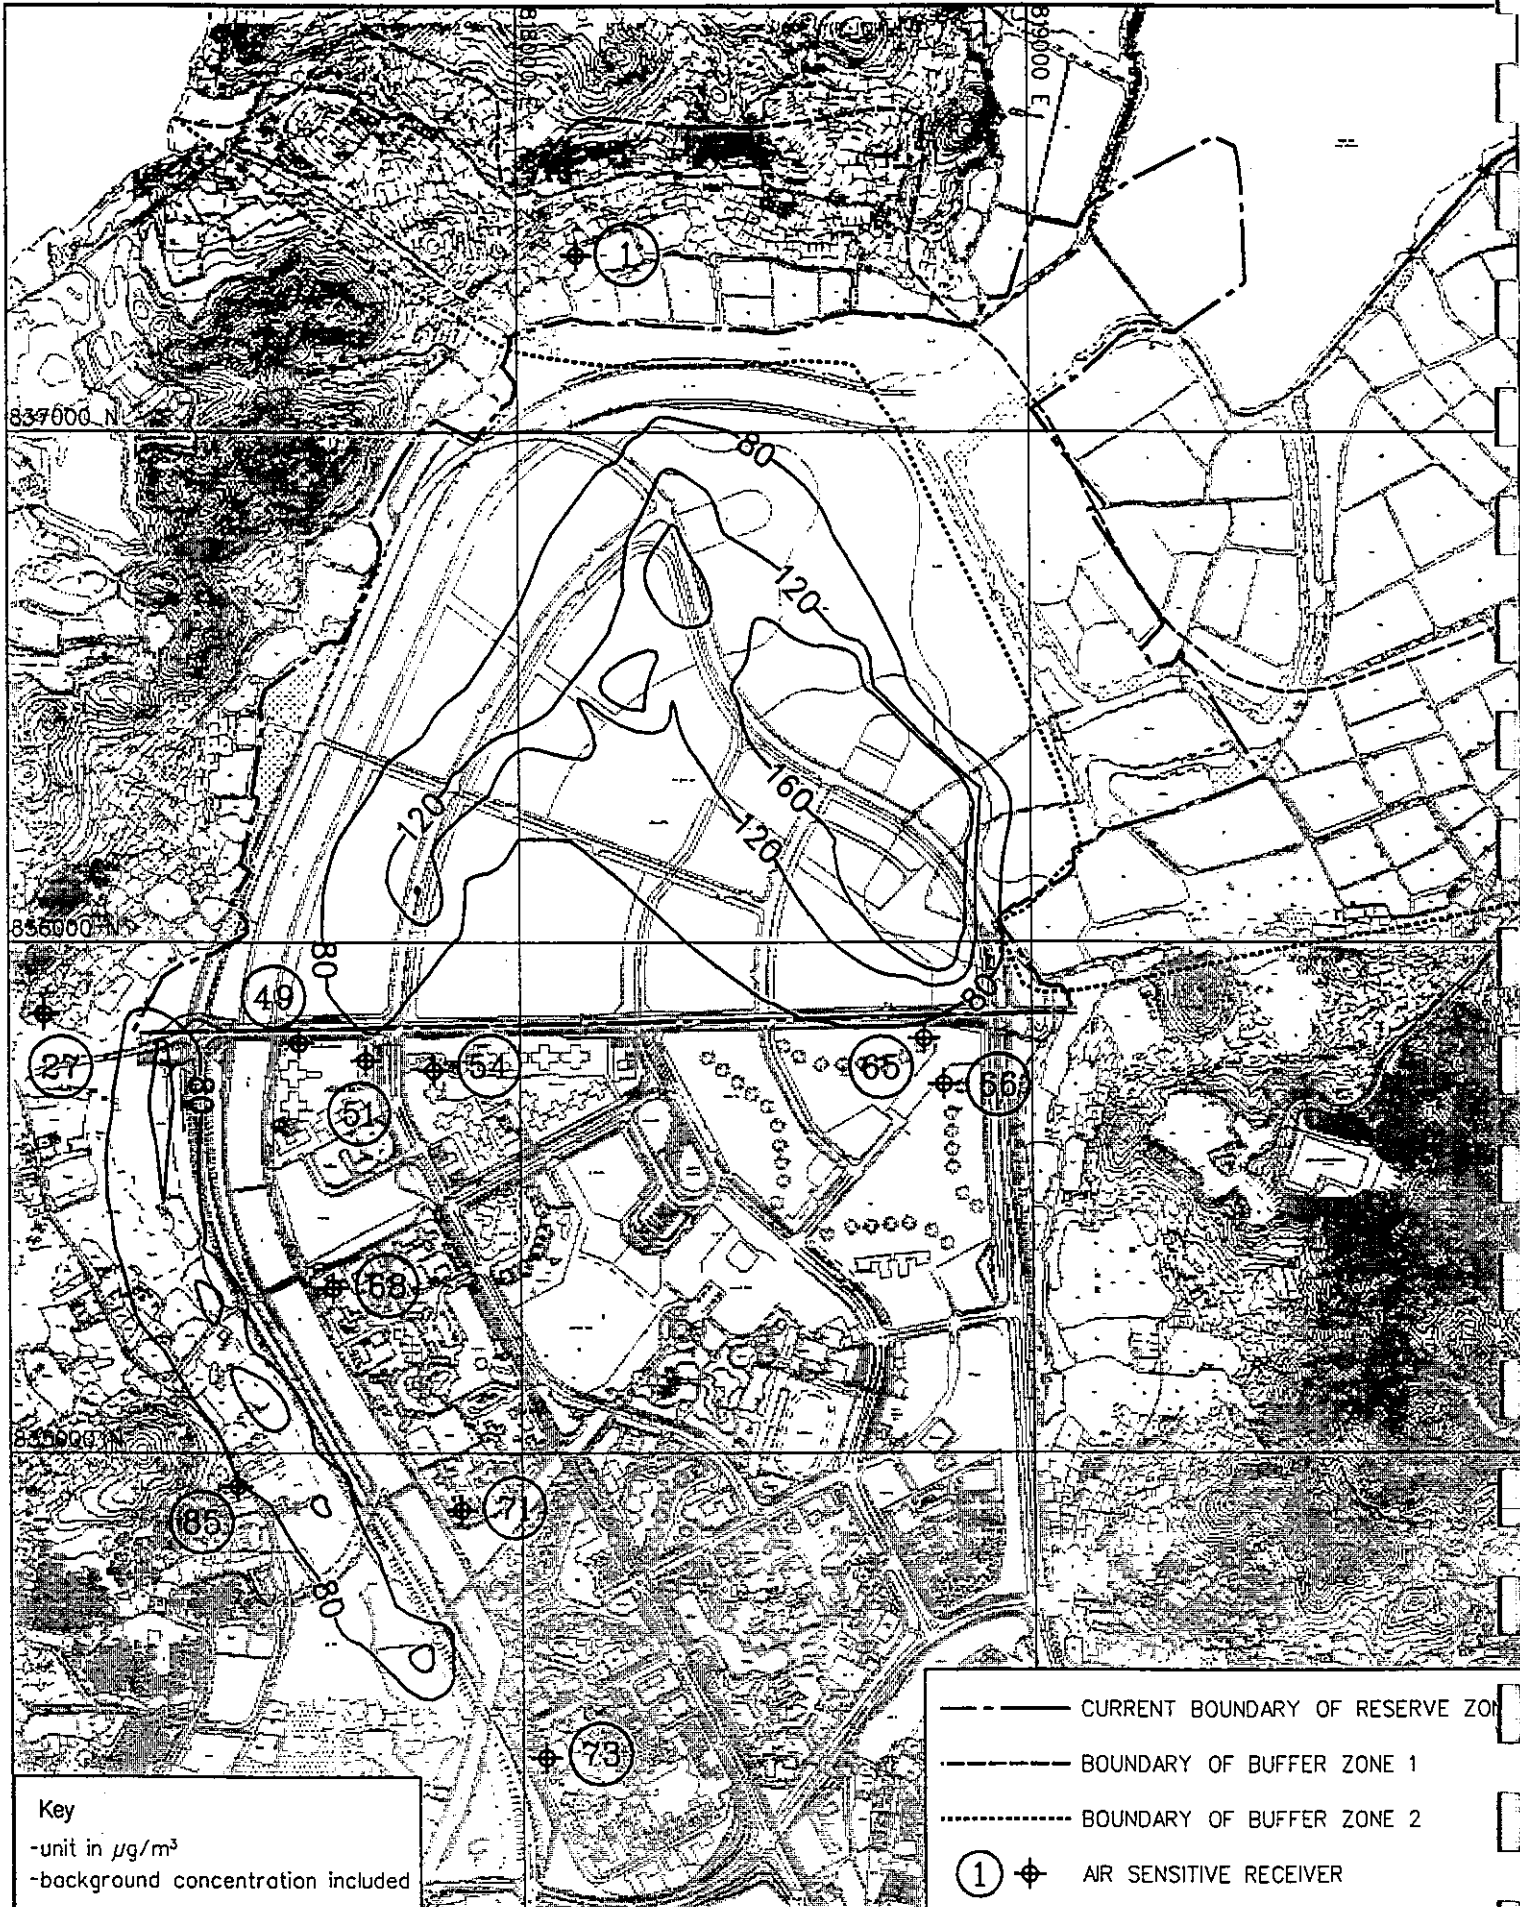 818000 E
819000 E
1
837000 N
80
120
160
120
120
836000 N
80
80
49
27
54
65
66
51
80
68
835000 N
85
71
80
73
CURRENT BOUNDARY OF RESERVE
BOUNDARY OF BUFFER ZONE 1
BOUNDARY OF BUFFER ZONE 2
1 AIR SENSITIVE RECEIVER
Key
-unit in µg/m³
-background concentration included